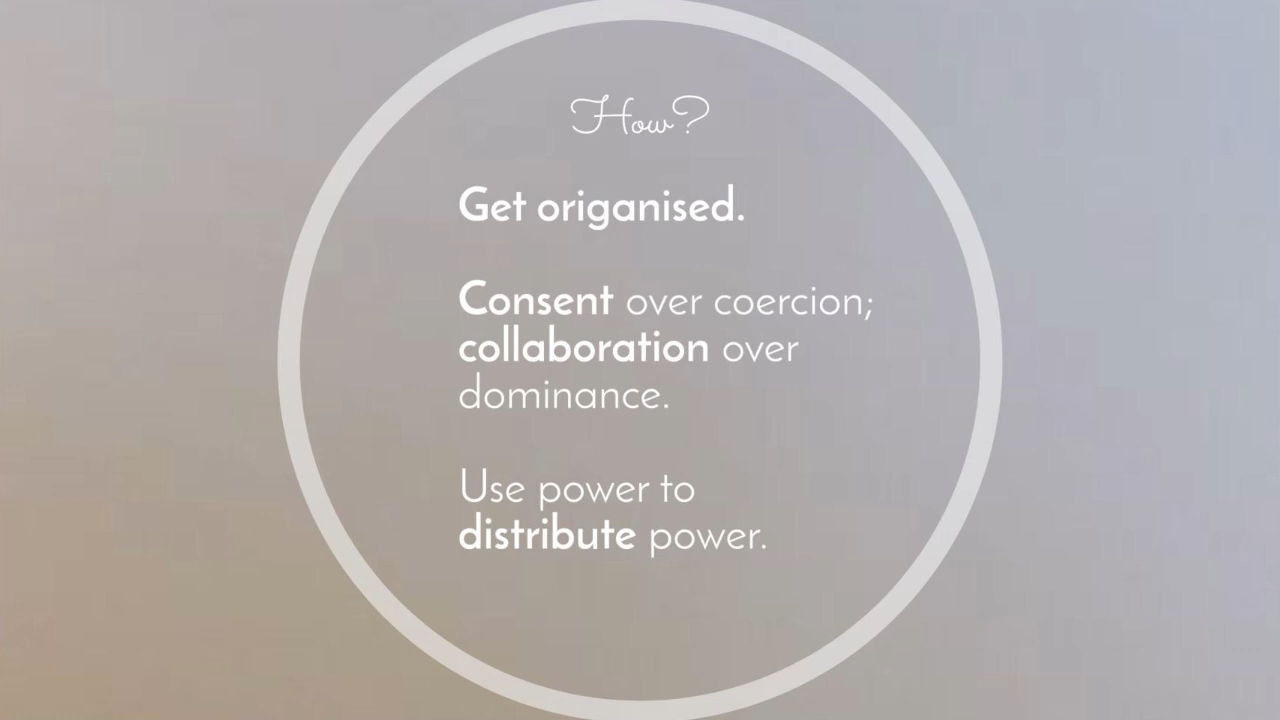 How?
Get origanised.
Consent over coercion;
collaboration over
dominance.
Use power to
distribute power.